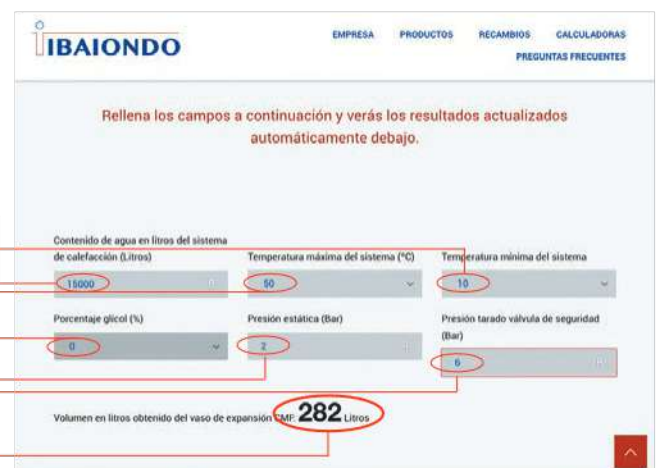 IBAIONDO
EMPRESA PRODUCTOS RECAMBIOS CALCULADORAS
PREGUNTAS FRECUENTES
Rellena los campos a continuación y verás los resultados actualizados
automáticamente debajo.
Contenido de agua en litros del sistema
de calefacción (Litros)
Temperatura máxima del sistema (°C)
Temperatura mínima del sistema
15000
50
10
Porcentaje glicol (%)
Presión estática (Bar)
Presión tarado válvula de seguridad
(Bar)
0
2
6
Volumen en litros obtenido del vaso de expansión CMF: 282 Litros